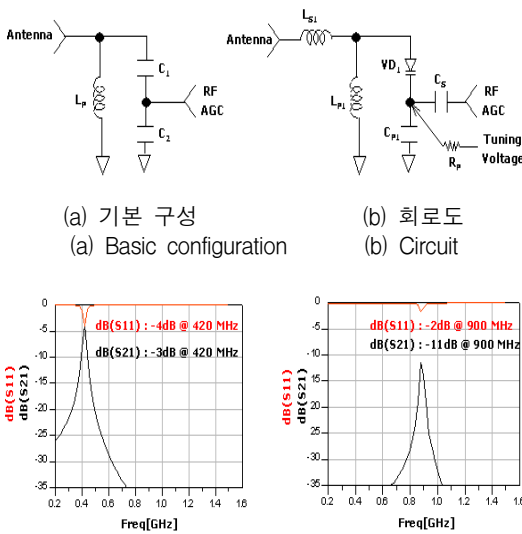 Antenna
Lₚ
C₁
C₂
RF
AGC
Antenna
L_S1
L_P1
VD₁
C_S
C_P1
RF
AGC
Rₚ
Tuning
Voltage
(a) 기본 구성
(a) Basic configuration
(b) 회로도
(b) Circuit
dB(S11)
dB(S21)
0
-5
-10
-15
-20
-25
-30
-35
dB(S11) : -4dB @ 420 MHz
dB(S21) : -3dB @ 420 MHz
0.2 0.4 0.6 0.8 1.0 1.2 1.4 1.6
Freq[GHz]
dB(S11)
dB(S21)
0
-5
-10
-15
-20
-25
-30
-35
dB(S11) : -2dB @ 900 MHz
dB(S21) : -11dB @ 900 MHz
0.2 0.4 0.6 0.8 1.0 1.2 1.4 1.6
Freq[GHz]